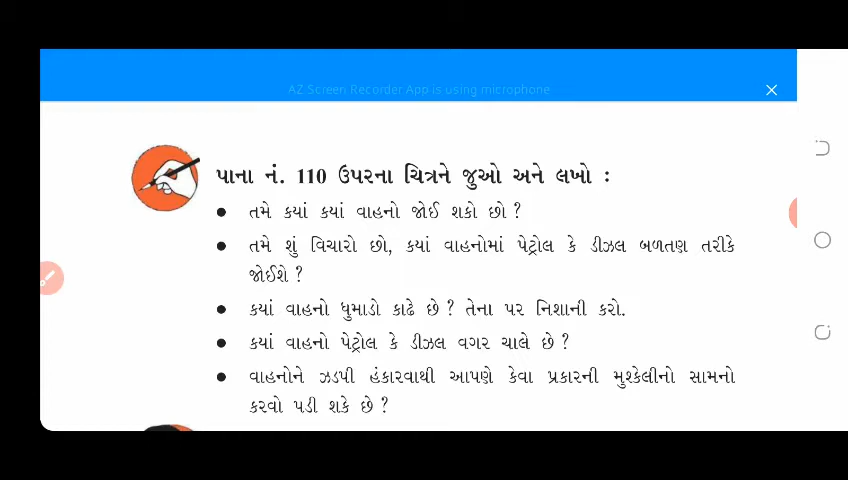 AZ Screen Recorder App is using microphone
પાના નં. 110 ઉપરના ચિત્રને જુઓ અને લખો :
• તમે કયાં કયાં વાહનો જોઈ શકો છો ?
• તમે શું વિચારો છો, કયાં વાહનોમાં પેટ્રોલ કે ડીઝલ બળતણ તરીકે
જોઈશે ?
• કયાં વાહનો ધુમાડો કાઢે છે ? તેના પર નિશાની કરો.
• કયાં વાહનો પેટ્રોલ કે ડીઝલ વગર ચાલે છે ?
• વાહનોને ઝડપી હંકારવાથી આપણે કેવા પ્રકારની મુશ્કેલીનો સામનો
કરવો પડી શકે છે ?